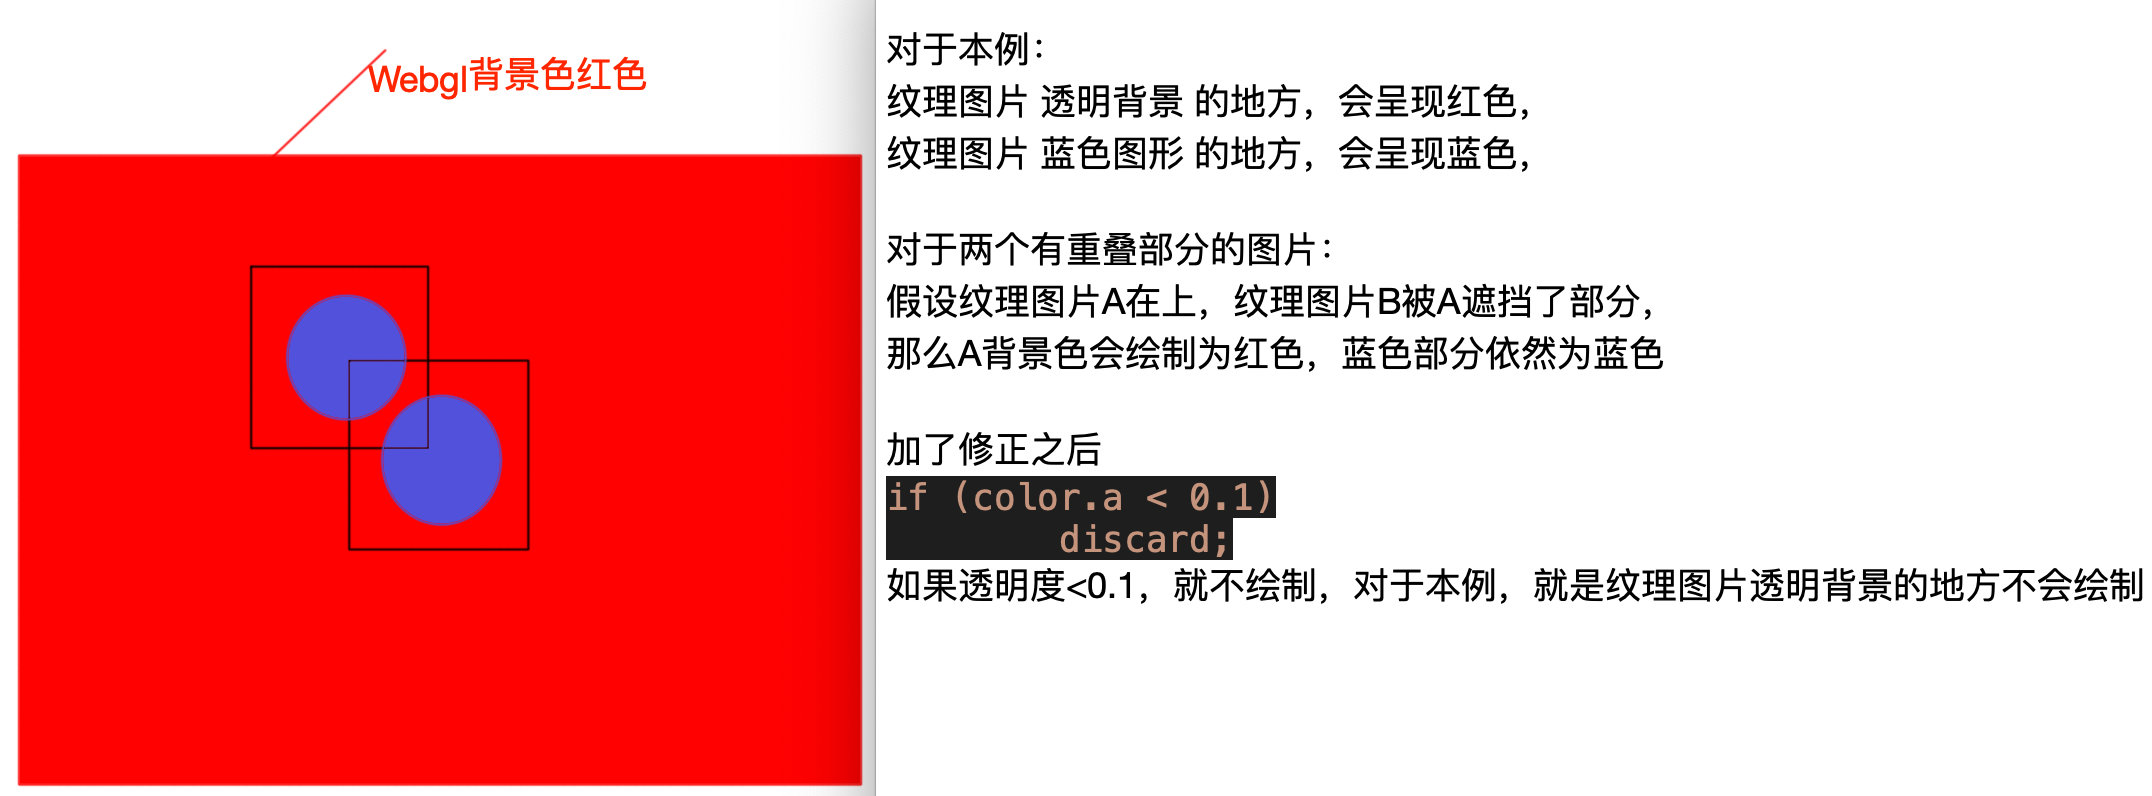 Webgl背景色红色
对于本例：
纹理图片 透明背景 的地方，会呈现红色，
纹理图片 蓝色图形 的地方，会呈现蓝色，
对于两个有重叠部分的图片：
假设纹理图片A在上，纹理图片B被A遮挡了部分，
那么A背景色会绘制为红色，蓝色部分依然为蓝色
加了修正之后
if (color.a < 0.1)
discard;
如果透明度<0.1，就不绘制，对于本例，就是纹理图片透明背景的地方不会绘制